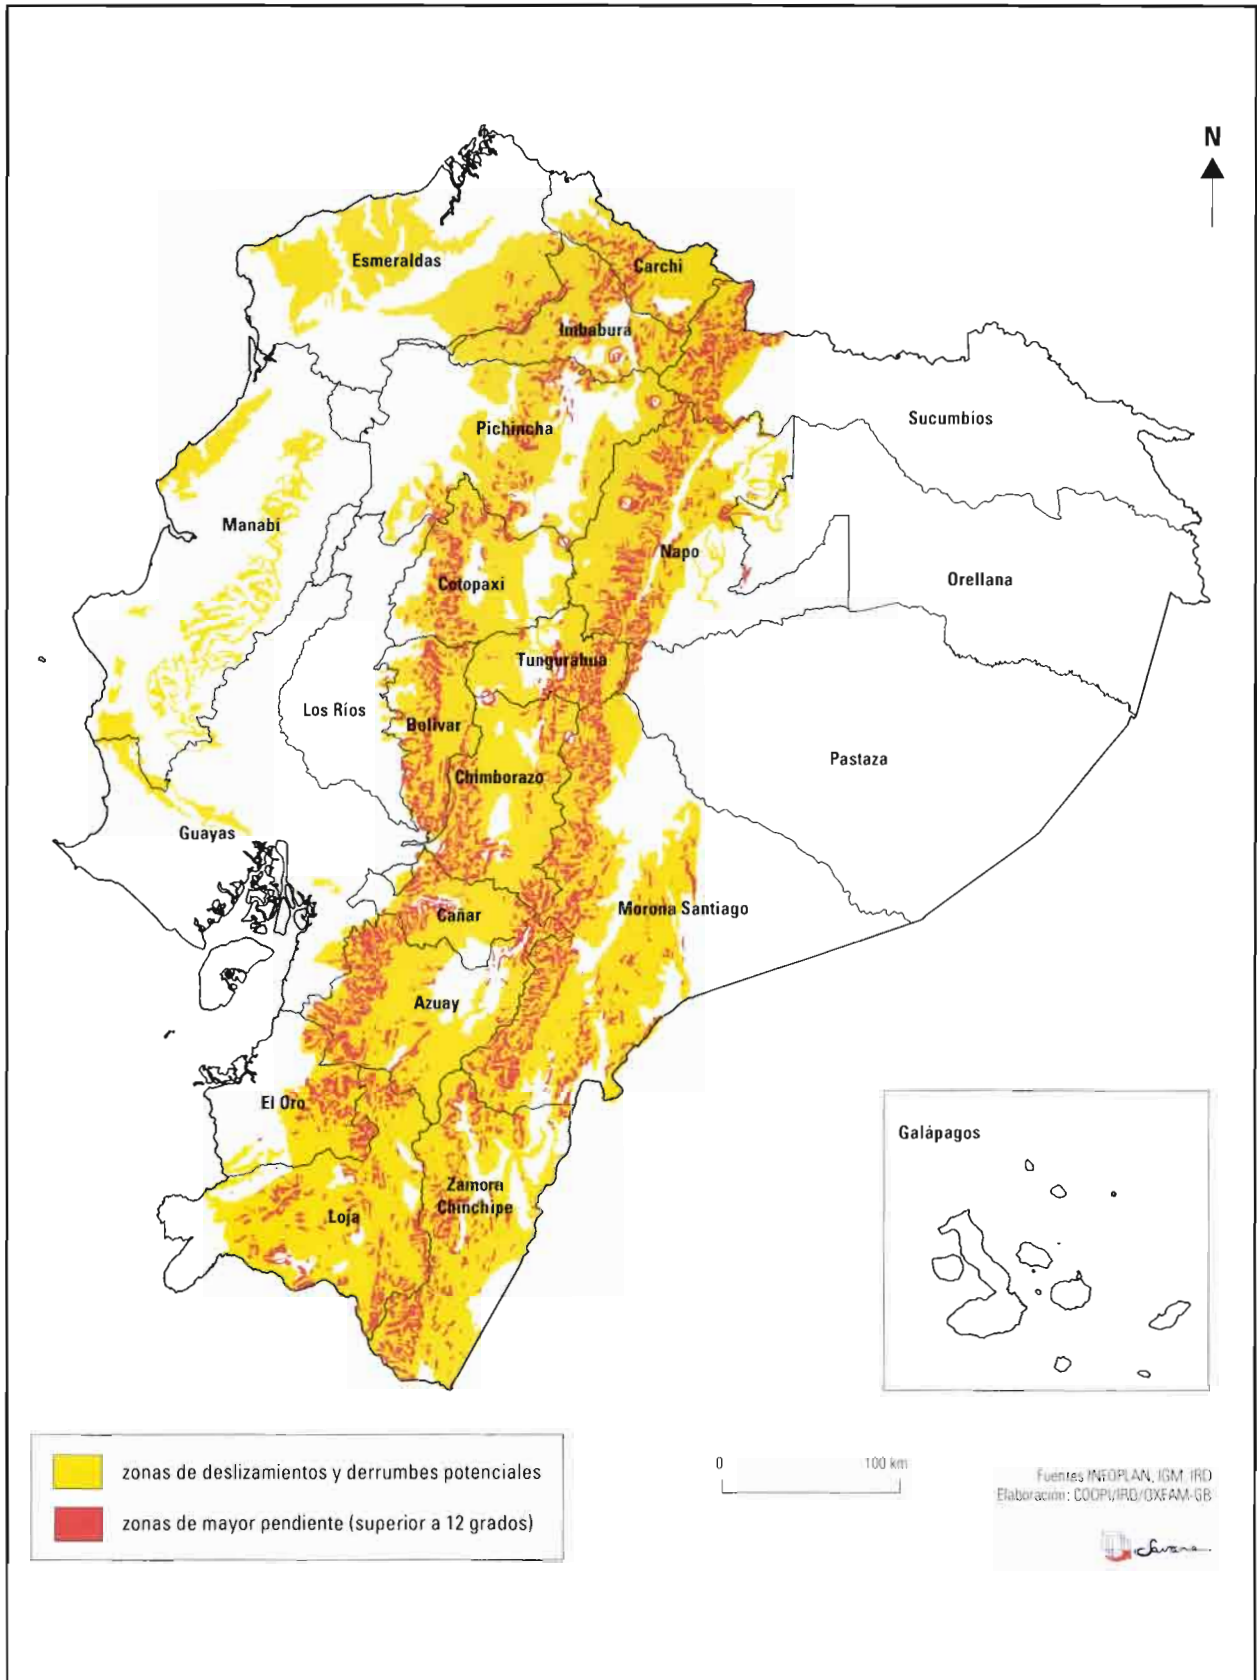 N
Esmeraldas
Carchi
Imbabura
Sucumbíos
Pichincha
Manabí
Napo
Cotopaxi
Orellana
Tungurahua
Los Ríos
Bolívar
Pastaza
Chimborazo
Guayas
Morona Santiago
Cañar
Azuay
El Oro
Galápagos
Zamora
Chinchipe
Loja
zonas de deslizamientos y derrumbes potenciales
zonas de mayor pendiente (superior a 12 grados)
0 100 km
Fuentes INFOPLAN, IGM, IRD
Elaboración: COOPI/IRD/OXFAM-GB
Savane